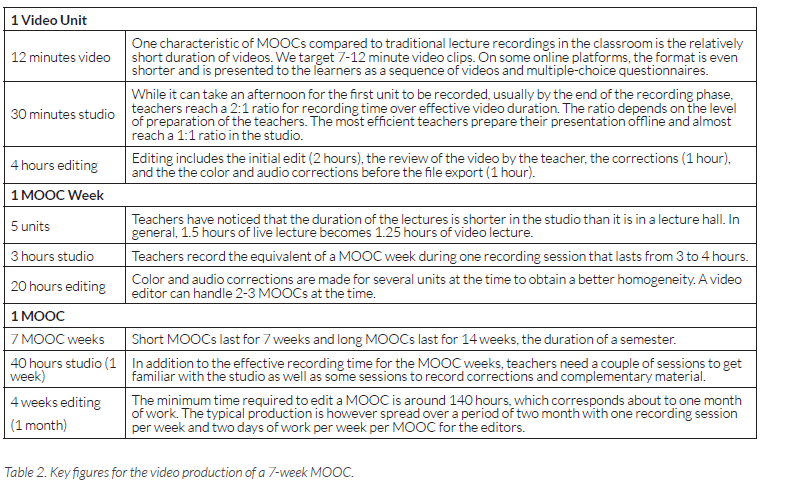 1 Video Unit
12 minutes video
One characteristic of MOOCs compared to traditional lecture recordings in the classroom is the relatively
short duration of videos. We target 7-12 minute video clips. On some online platforms, the format is even
shorter and is presented to the learners as a sequence of videos and multiple-choice questionnaires.
30 minutes studio
While it can take an afternoon for the first unit to be recorded, usually by the end of the recording phase,
teachers reach a 2:1 ratio for recording time over effective video duration. The ratio depends on the level
of preparation of the teachers. The most efficient teachers prepare their presentation offline and almost
reach a 1:1 ratio in the studio.
4 hours editing
Editing includes the initial edit (2 hours), the review of the video by the teacher, the corrections (1 hour),
and the the color and audio corrections before the file export (1 hour).
1 MOOC Week
5 units
Teachers have noticed that the duration of the lectures is shorter in the studio than it is in a lecture hall. In
general, 1.5 hours of live lecture becomes 1.25 hours of video lecture.
3 hours studio
Teachers record the equivalent of a MOOC week during one recording session that lasts from 3 to 4 hours.
20 hours editing
Color and audio corrections are made for several units at the time to obtain a better homogeneity. A video
editor can handle 2-3 MOOCs at the time.
1 MOOC
7 MOOC weeks
Short MOOCs last for 7 weeks and long MOOCs last for 14 weeks, the duration of a semester.
40 hours studio (1
week)
In addition to the effective recording time for the MOOC weeks, teachers need a couple of sessions to get
familiar with the studio as well as some sessions to record corrections and complementary material.
4 weeks editing
(1 month)
The minimum time required to edit a MOOC is around 140 hours, which corresponds about to one month
of work. The typical production is however spread over a period of two month with one recording session
per week and two days of work per week per MOOC for the editors.
Table 2. Key figures for the video production of a 7-week MOOC.